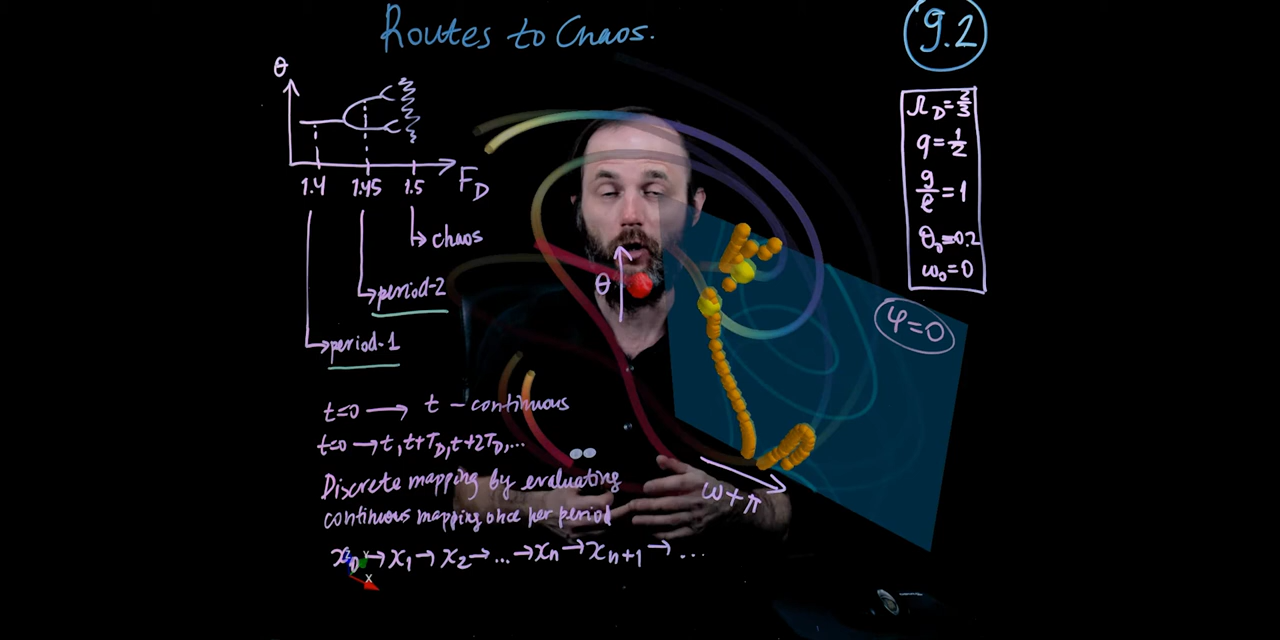 Routes to Chaos.
9.2
θ
1.4 1.45 1.5 F_D
chaos
period-2
period-1
t=0 → t - continuous
t=0 → t, t+T_D, t+2T_D, ...
Discrete mapping by evaluating
continuous mapping once per period
x_0 → x_1 → x_2 → ... → x_n → x_{n+1} → ...
Y
X
θ
ω+π
φ=0
Ω_D=2/3
q=1/2
g/ℓ=1
θ_0=0.2
ω_0=0